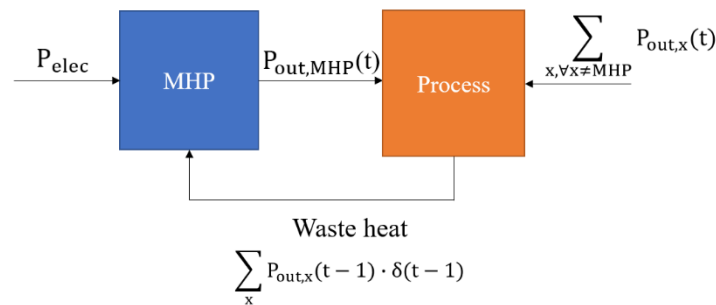 P_elec
MHP
P_out,MHP(t)
Process
∑_{x,∀x≠MHP} P_out,x(t)
Waste heat
∑_x P_out,x(t − 1) · δ(t − 1)